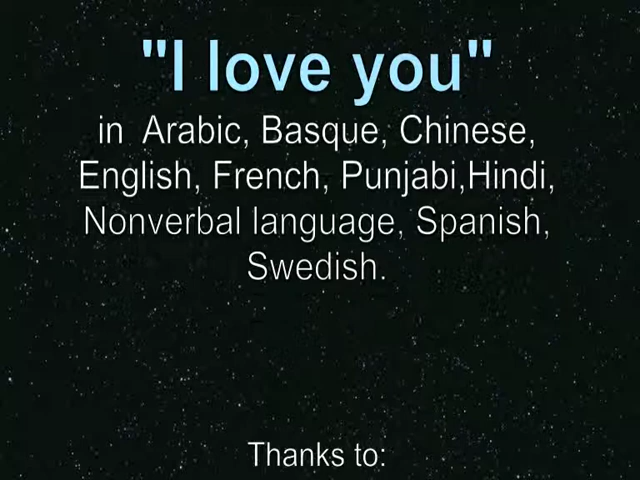 "I love you"
in  Arabic, Basque, Chinese,
English, French, Punjabi,Hindi,
Nonverbal language, Spanish,
Swedish.
Thanks to: